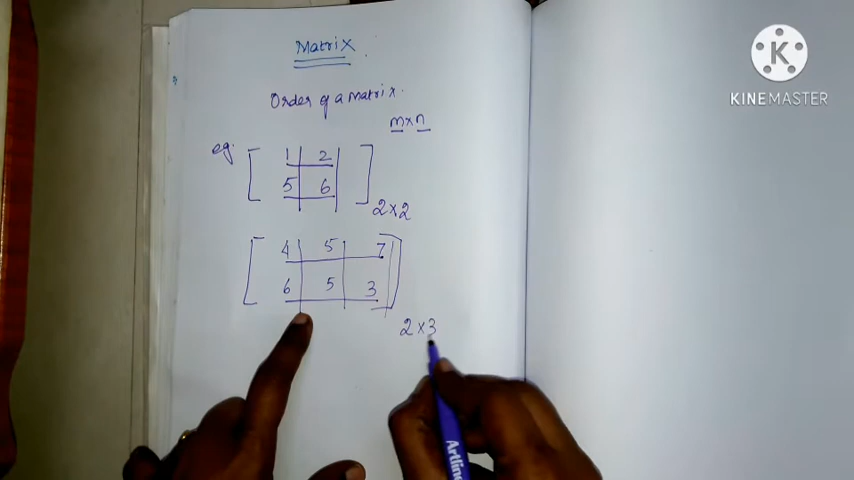 Matrix
Order of a Matrix.
m×n
eg:
1 2
5 6
2×2
4 5 7
6 5 3
2×3
KINEMASTER
Artline